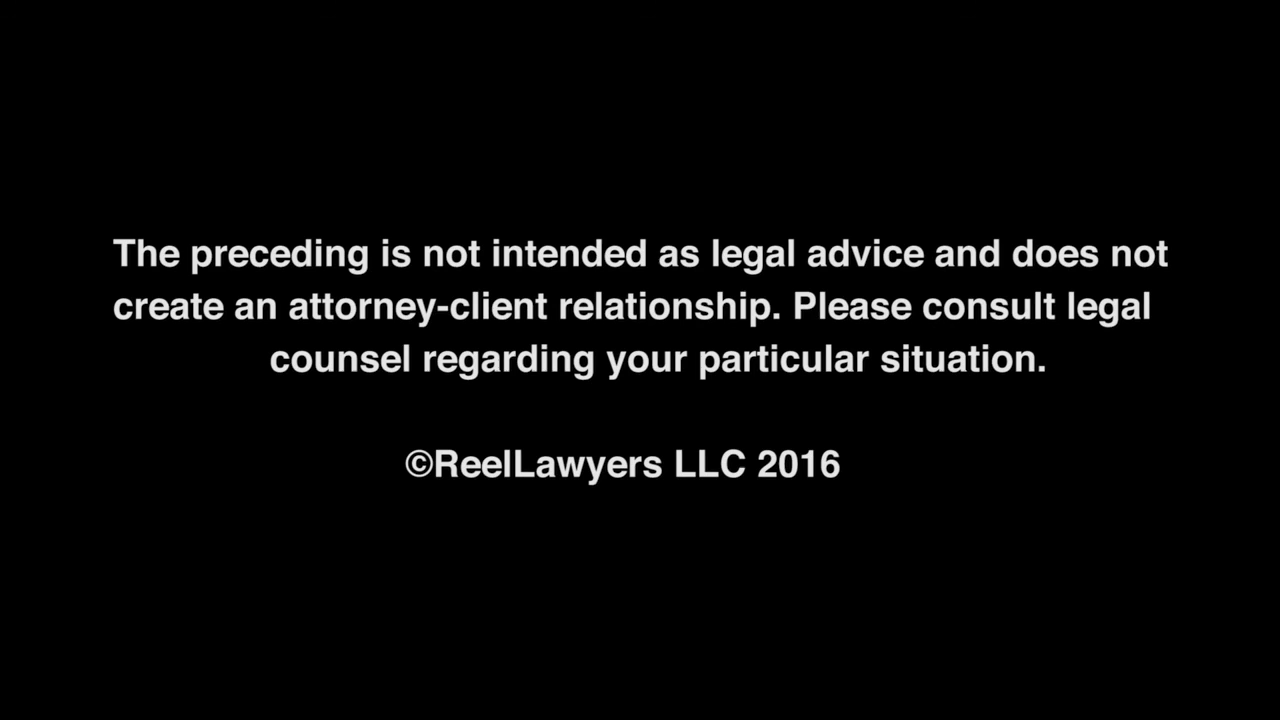 The preceding is not intended as legal advice and does not
create an attorney-client relationship. Please consult legal
counsel regarding your particular situation.
©ReelLawyers LLC 2016